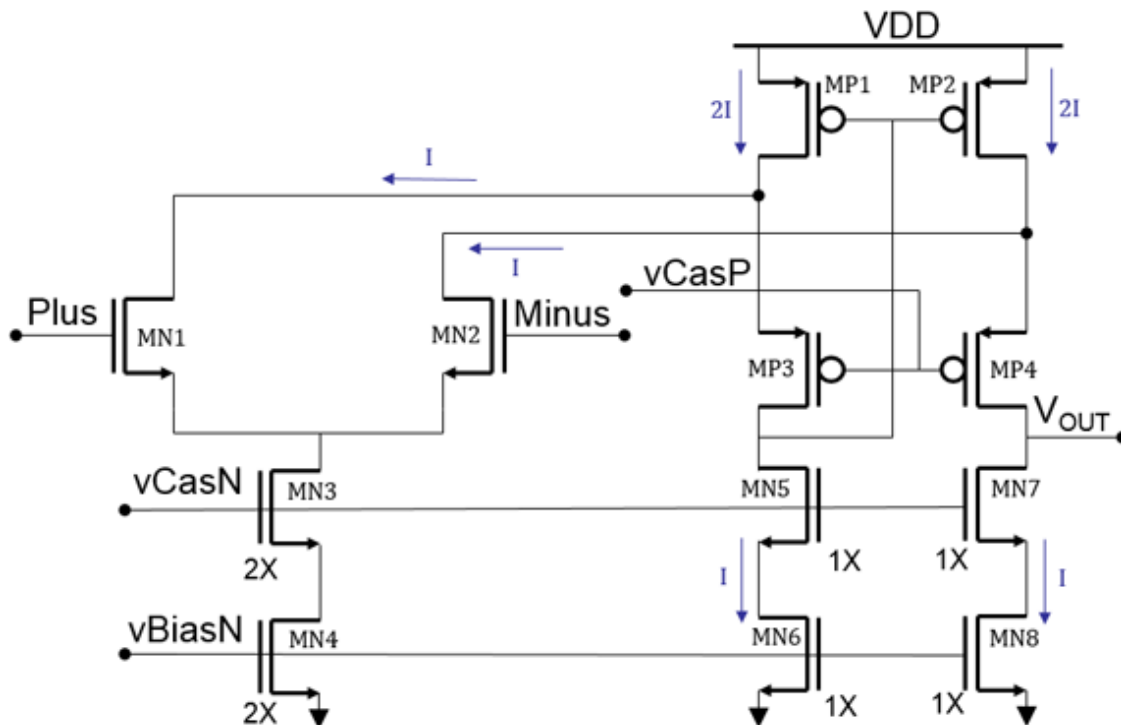 VDD
MP1
MP2
2I
2I
I
I
vCasP
Plus
MN1
MN2
Minus
MP3
MP4
VOUT
vCasN
MN3
MN5
MN7
2X
1X
1X
I
I
vBiasN
MN4
MN6
MN8
2X
1X
1X